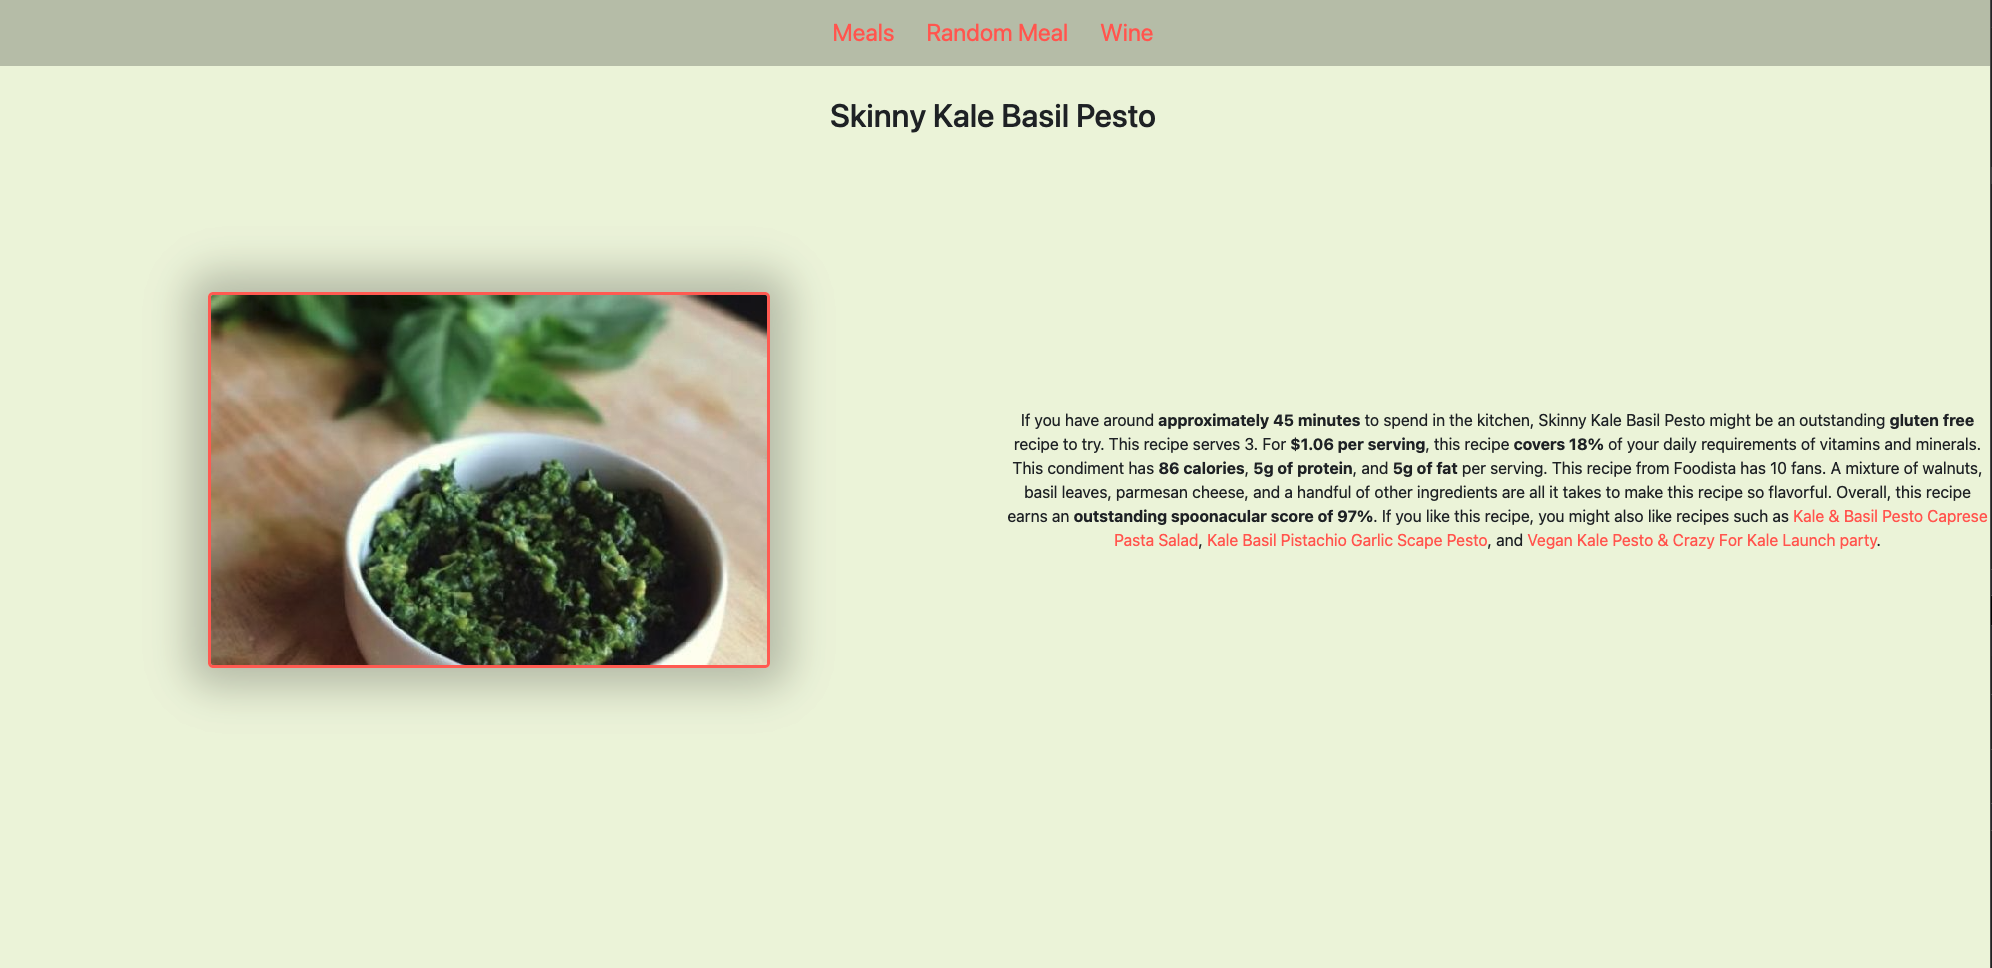 Meals Random Meal Wine
Skinny Kale Basil Pesto
If you have around approximately 45 minutes to spend in the kitchen, Skinny Kale Basil Pesto might be an outstanding gluten free
recipe to try. This recipe serves 3. For $1.06 per serving, this recipe covers 18% of your daily requirements of vitamins and minerals.
This condiment has 86 calories, 5g of protein, and 5g of fat per serving. This recipe from Foodista has 10 fans. A mixture of walnuts,
basil leaves, parmesan cheese, and a handful of other ingredients are all it takes to make this recipe so flavorful. Overall, this recipe
earns an outstanding spoonacular score of 97%. If you like this recipe, you might also like recipes such as Kale & Basil Pesto Caprese
Pasta Salad, Kale Basil Pistachio Garlic Scape Pesto, and Vegan Kale Pesto & Crazy For Kale Launch party.